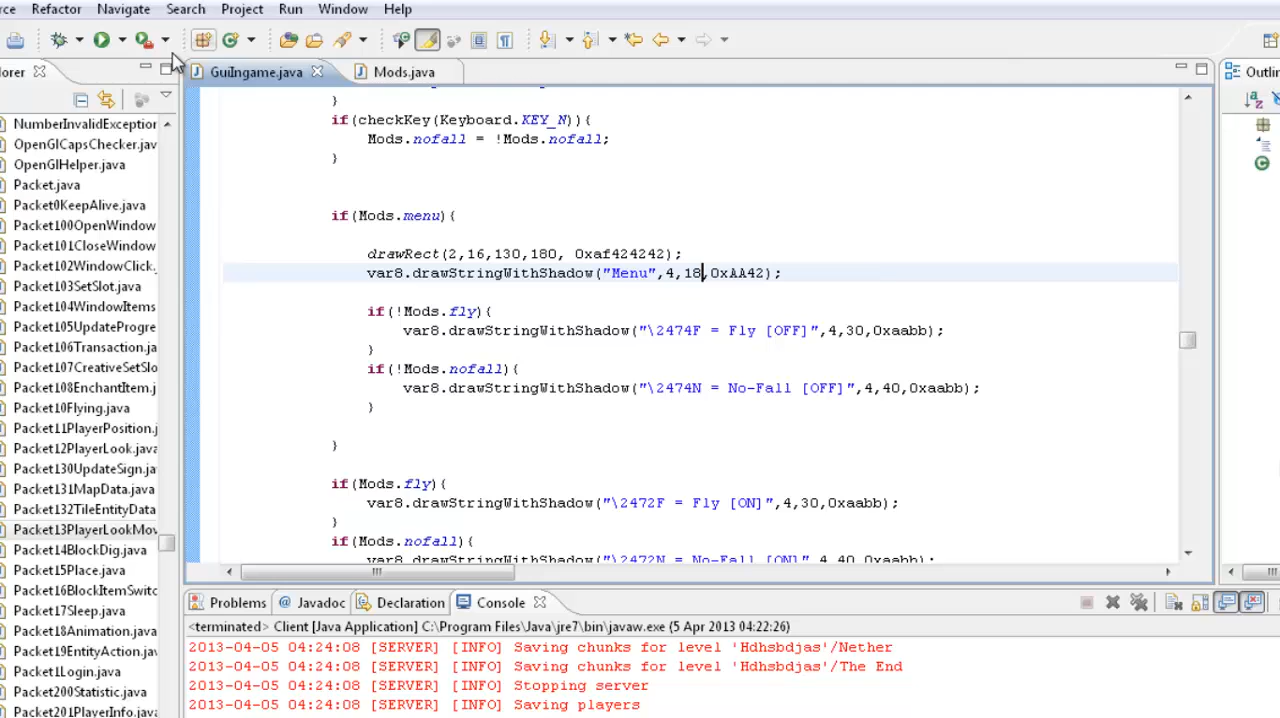 rce Refactor Navigate Search Project Run Window Help
orer GuiIngame.java Mods.java Outlin
NumberInvalidException
OpenGlCapsChecker.jav
OpenGlHelper.java
Packet.java
Packet0KeepAlive.java
Packet100OpenWindow
Packet101CloseWindow
Packet102WindowClick.
Packet103SetSlot.java
Packet104WindowItems
Packet105UpdateProgre
Packet106Transaction.ja
Packet107CreativeSetSlo
Packet108EnchantItem.j
Packet10Flying.java
Packet11PlayerPosition.
Packet12PlayerLook.jav
Packet130UpdateSign.ja
Packet131MapData.java
Packet132TileEntityData
Packet13PlayerLookMov
Packet14BlockDig.java
Packet15Place.java
Packet16BlockItemSwitc
Packet17Sleep.java
Packet18Animation.java
Packet19EntityAction.jav
Packet1Login.java
Packet200Statistic.java
Packet201PlayerInfo.java
}
if(checkKey(Keyboard.KEY_N)){
Mods.nofall = !Mods.nofall;
}
if(Mods.menu){
drawRect(2,16,130,180, 0xaf424242);
var8.drawStringWithShadow("Menu",4,18,0xAA42);
if(!Mods.fly){
var8.drawStringWithShadow("\2474F = Fly [OFF]",4,30,0xaabb);
}
if(!Mods.nofall){
var8.drawStringWithShadow("\2474N = No-Fall [OFF]",4,40,0xaabb);
}
}
if(Mods.fly){
var8.drawStringWithShadow("\2472F = Fly [ON]",4,30,0xaabb);
}
if(Mods.nofall){
var8.drawStringWithShadow("\2472N = No-Fall [ON]",4,40,0xaabb);
Problems Javadoc Declaration Console
<terminated> Client [Java Application] C:\Program Files\Java\jre7\bin\javaw.exe (5 Apr 2013 04:22:26)
2013-04-05 04:24:08 [SERVER] [INFO] Saving chunks for level 'Hdhsbdjas'/Nether
2013-04-05 04:24:08 [SERVER] [INFO] Saving chunks for level 'Hdhsbdjas'/The End
2013-04-05 04:24:08 [SERVER] [INFO] Stopping server
2013-04-05 04:24:08 [SERVER] [INFO] Saving players